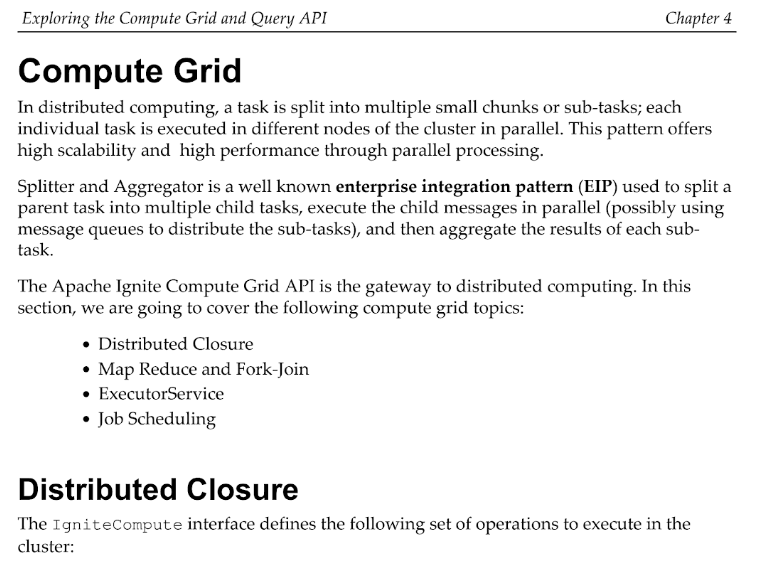 Exploring the Compute Grid and Query API Chapter 4
Compute Grid
In distributed computing, a task is split into multiple small chunks or sub-tasks; each
individual task is executed in different nodes of the cluster in parallel. This pattern offers
high scalability and high performance through parallel processing.
Splitter and Aggregator is a well known enterprise integration pattern (EIP) used to split a
parent task into multiple child tasks, execute the child messages in parallel (possibly using
message queues to distribute the sub-tasks), and then aggregate the results of each sub-
task.
The Apache Ignite Compute Grid API is the gateway to distributed computing. In this
section, we are going to cover the following compute grid topics:
• Distributed Closure
• Map Reduce and Fork-Join
• ExecutorService
• Job Scheduling
Distributed Closure
The IgniteCompute interface defines the following set of operations to execute in the
cluster: